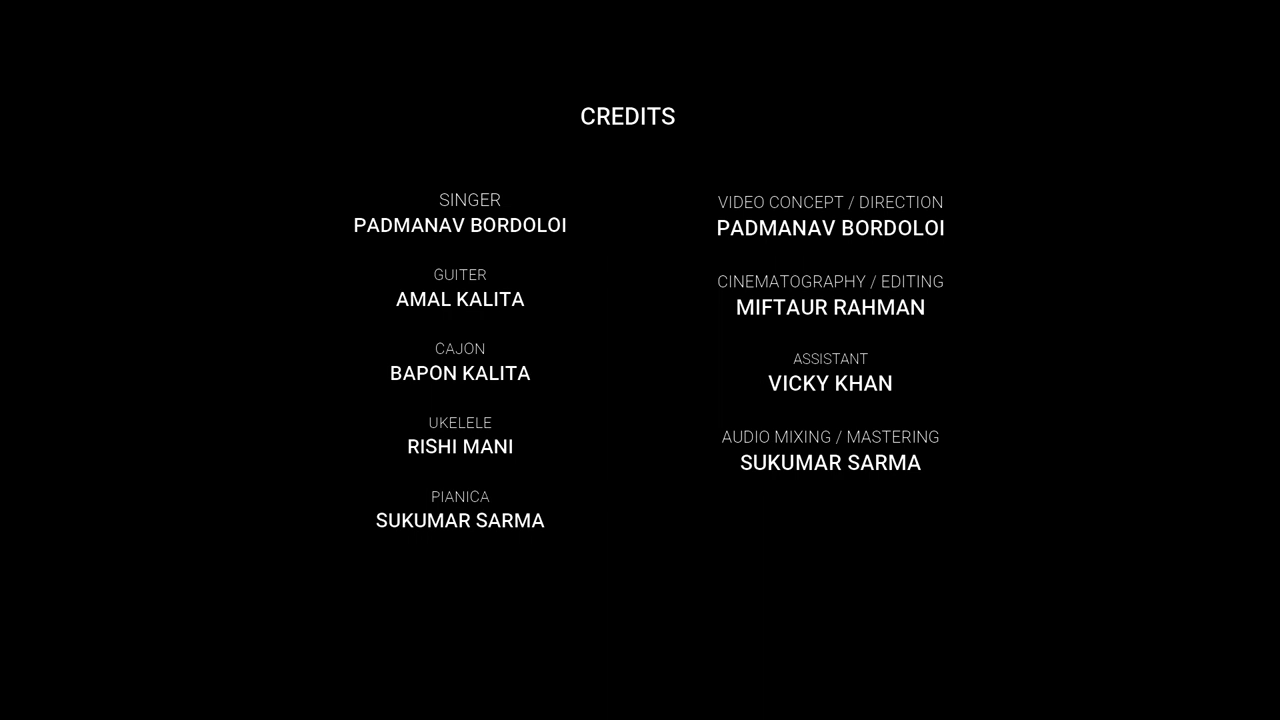 CREDITS
SINGER
PADMANAV BORDOLOI
GUITER
AMAL KALITA
CAJON
BAPON KALITA
UKELELE
RISHI MANI
PIANICA
SUKUMAR SARMA
VIDEO CONCEPT / DIRECTION
PADMANAV BORDOLOI
CINEMATOGRAPHY / EDITING
MIFTAUR RAHMAN
ASSISTANT
VICKY KHAN
AUDIO MIXING / MASTERING
SUKUMAR SARMA